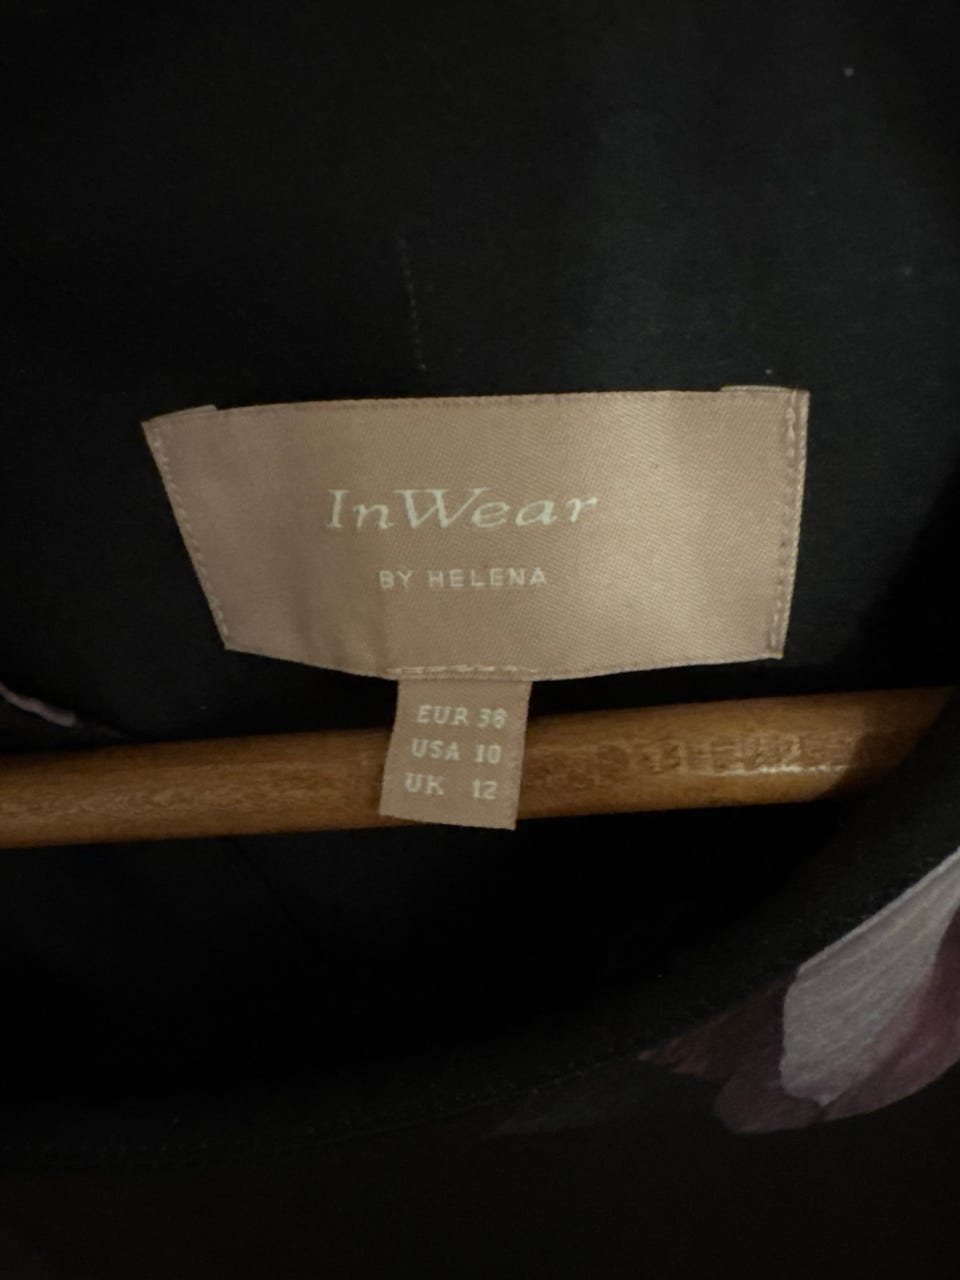 InWear
BY HELENA
EUR 38
USA 10
UK 12